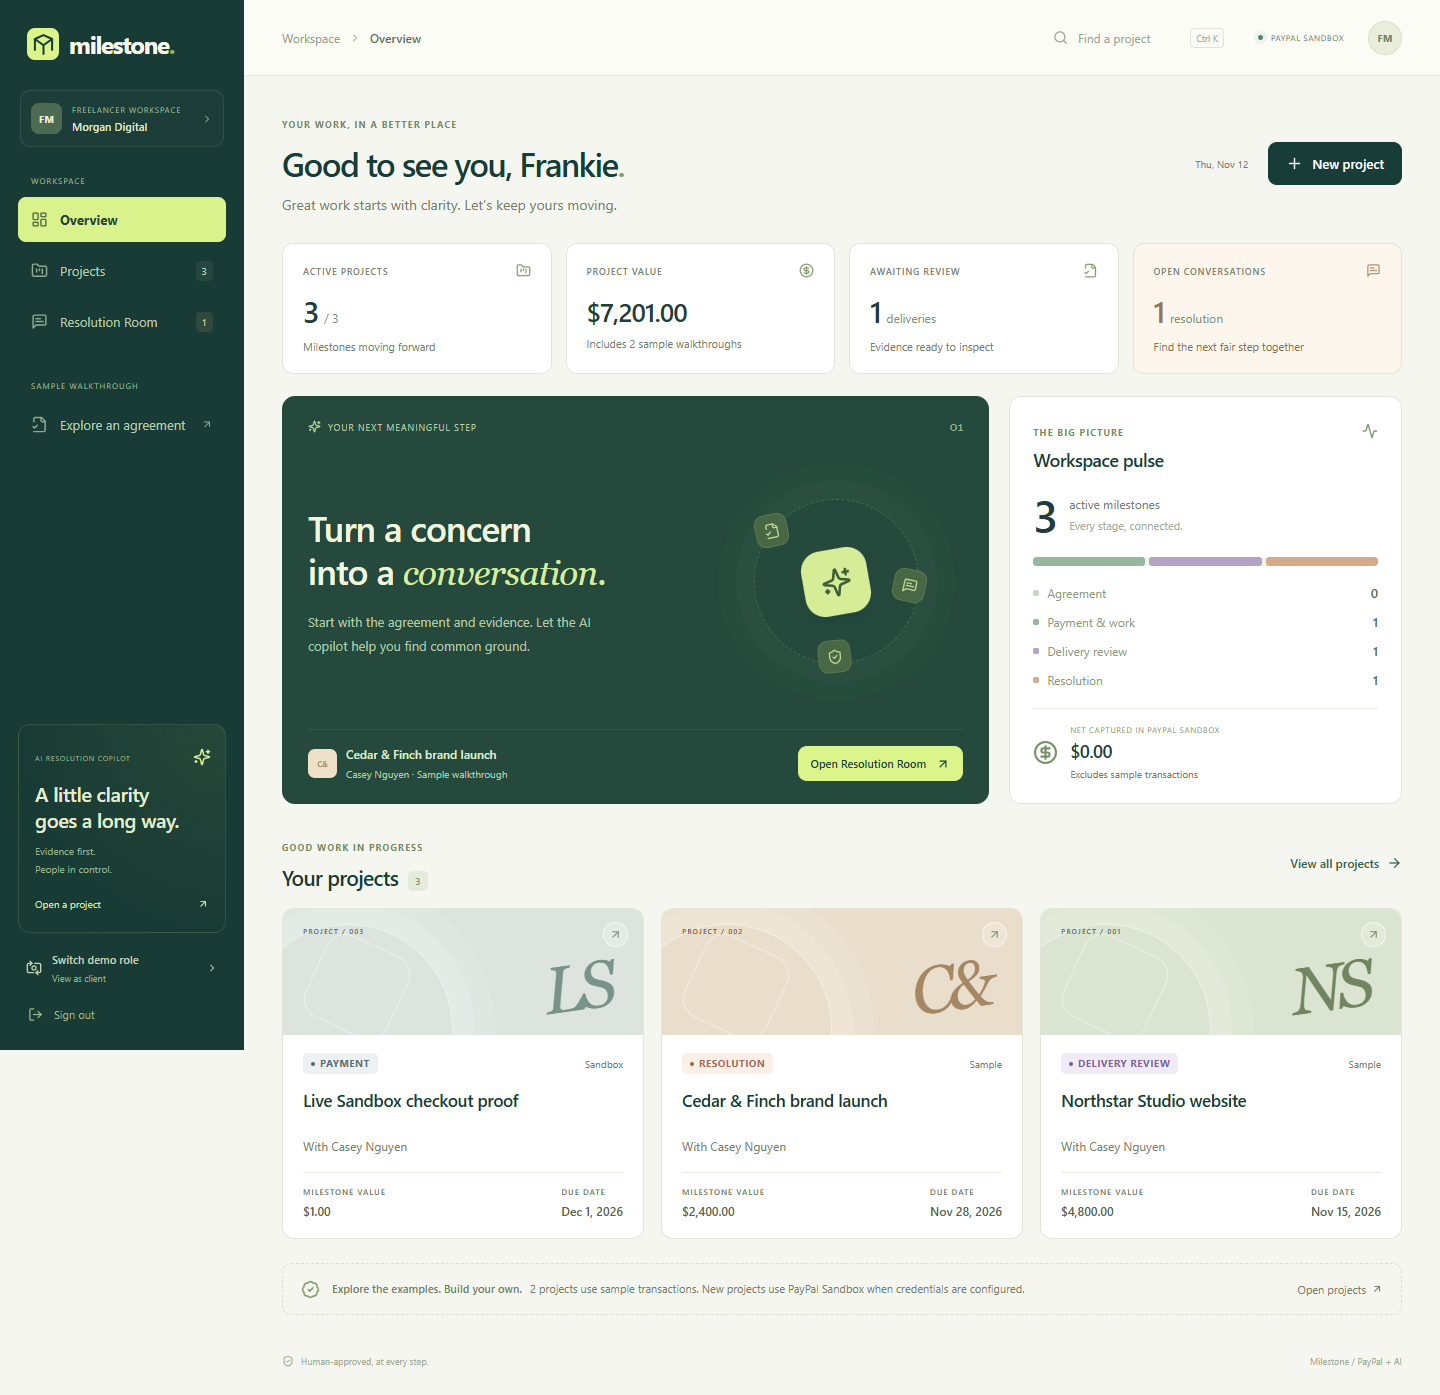 milestone.
FM
FREELANCER WORKSPACE
Morgan Digital
WORKSPACE
Overview
Projects
3
Resolution Room
1
SAMPLE WALKTHROUGH
Explore an agreement
AI RESOLUTION COPILOT
A little clarity
goes a long way.
Evidence first.
People in control.
Open a project
Switch demo role
View as client
Sign out
Workspace
Overview
Find a project
Ctrl K
PAYPAL SANDBOX
FM
YOUR WORK, IN A BETTER PLACE
Good to see you, Frankie.
Great work starts with clarity. Let's keep yours moving.
Thu, Nov 12
New project
ACTIVE PROJECTS
3 / 3
Milestones moving forward
PROJECT VALUE
$7,201.00
Includes 2 sample walkthroughs
AWAITING REVIEW
1 deliveries
Evidence ready to inspect
OPEN CONVERSATIONS
1 resolution
Find the next fair step together
YOUR NEXT MEANINGFUL STEP
01
Turn a concern
into a conversation.
Start with the agreement and evidence. Let the AI
copilot help you find common ground.
C&
Cedar & Finch brand launch
Casey Nguyen · Sample walkthrough
Open Resolution Room
THE BIG PICTURE
Workspace pulse
3
active milestones
Every stage, connected.
Agreement
0
Payment & work
1
Delivery review
1
Resolution
1
NET CAPTURED IN PAYPAL SANDBOX
$0.00
Excludes sample transactions
GOOD WORK IN PROGRESS
Your projects
3
View all projects
PROJECT / 003
LS
PAYMENT
Sandbox
Live Sandbox checkout proof
With Casey Nguyen
MILESTONE VALUE
DUE DATE
$1.00
Dec 1, 2026
PROJECT / 002
C&
RESOLUTION
Sample
Cedar & Finch brand launch
With Casey Nguyen
MILESTONE VALUE
DUE DATE
$2,400.00
Nov 28, 2026
PROJECT / 001
NS
DELIVERY REVIEW
Sample
Northstar Studio website
With Casey Nguyen
MILESTONE VALUE
DUE DATE
$4,800.00
Nov 15, 2026
Explore the examples. Build your own. 2 projects use sample transactions. New projects use PayPal Sandbox when credentials are configured.
Open projects
Human-approved, at every step.
Milestone / PayPal + AI